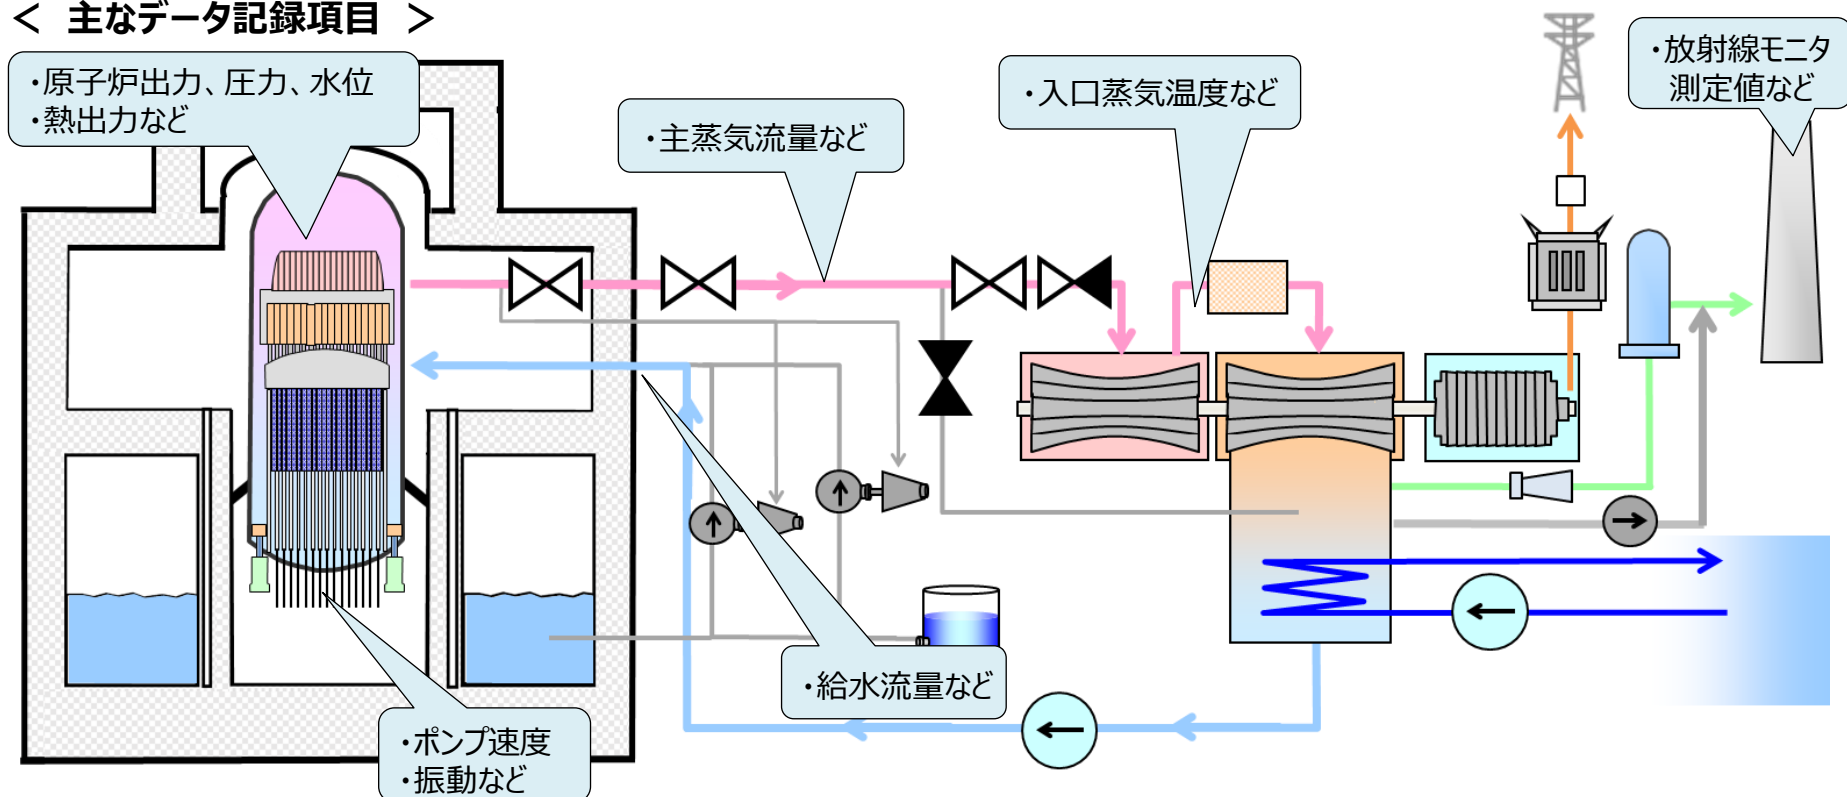 ＜ 主なデータ記録項目 ＞
・原子炉出力、圧力、水位
・熱出力など
・主蒸気流量など
・入口蒸気温度など
・放射線モニタ
測定値など
・給水流量など
・ポンプ速度
・振動など